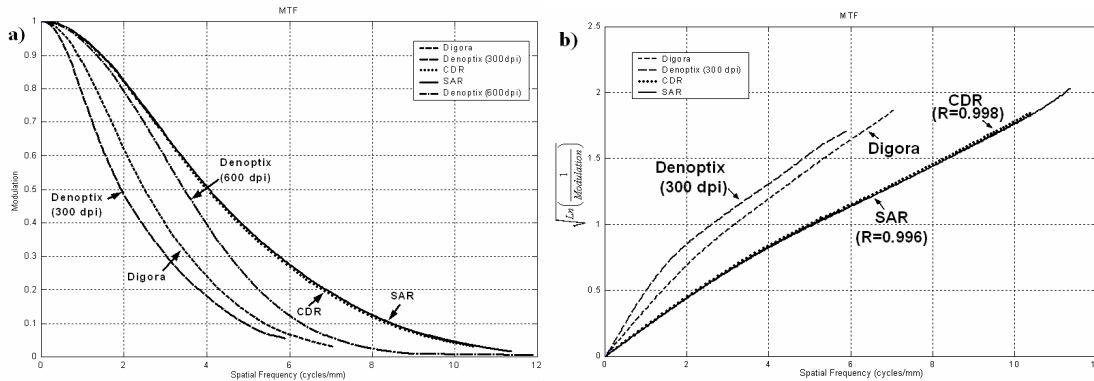 a)
MTF
1
0.9
0.8
0.7
0.6
0.5
0.4
0.3
0.2
0.1
0
Modulation
Digora
Denoptix (300dpi)
CDR
SAR
Denoptix (600dpi)
Denoptix
(600 dpi)
Denoptix
(300 dpi)
Digora
CDR
SAR
0 2 4 6 8 10 12
Spatial Frequency (cycles/mm)
b)
MTF
2.5
2
1.5
1
0.5
0
√(Ln(1/Modulation))
Digora
Denoptix (300 dpi)
CDR
SAR
CDR
(R=0.998)
Digora
Denoptix
(300 dpi)
SAR
(R=0.996)
0 2 4 6 8 10 12
Spatial Frequency (cycles/mm)